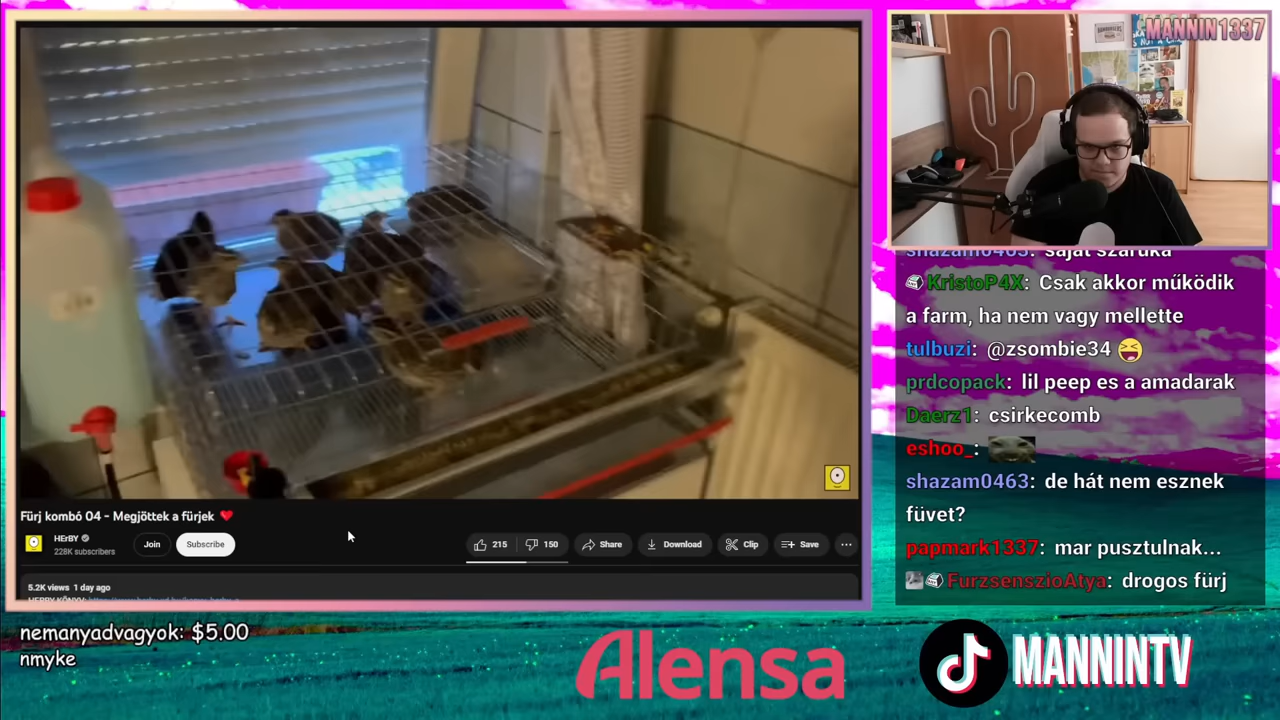 MANNIN1337
shazam0463: saját szaruka
KristoP4X: Csak akkor működik
a farm, ha nem vagy mellette
tulbuzi: @zsombie34 😆
prdcopack: lil peep es a amadarak
Daerz1: csirkecomb
eshoo_:
shazam0463: de hát nem esznek
füvet?
papmark1337: mar pusztulnak...
FurzsenszioAtya: drogos fürj
Fürj kombó 04 - Megjöttek a fürjek ❤️
HErBY
228K subscribers
Join
Subscribe
215
150
Share
Download
Clip
Save
5.2K views 1 day ago
nemanyadvagyok: $5.00
nmyke
Alensa
MANNINTV